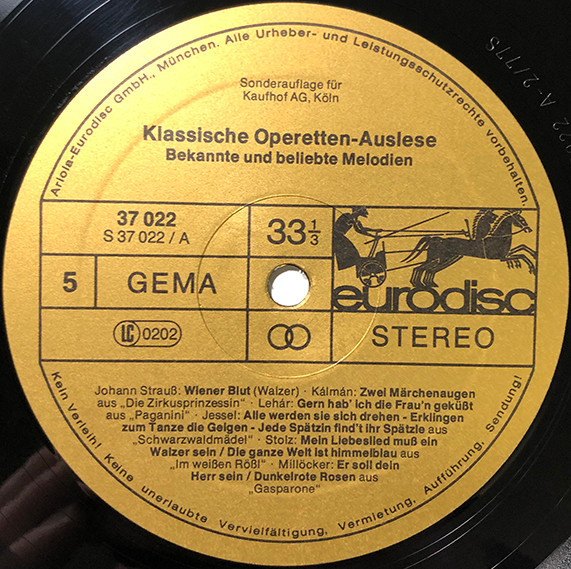 Ariola-Eurodisc GmbH., München. Alle Urheber- und Leistungsschutzrechte vorbehalten.
Sonderauflage für
Kaufhof AG, Köln
Klassische Operetten-Auslese
Bekannte und beliebte Melodien
37 022
S 37 022 / A
33 1/3
5
GEMA
eurodisc
LC 0202
STEREO
Johann Strauß: Wiener Blut (Walzer) · Kálmán: Zwei Märchenaugen
aus „Die Zirkusprinzessin" · Lehár: Gern hab' ich die Frau'n geküßt
aus „Paganini" · Jessel: Alle werden sie sich drehen - Erklingen
zum Tanze die Geigen - Jede Spätzin find't ihr Spätzle aus
„Schwarzwaldmädel" · Stolz: Mein Liebeslied muß ein
Walzer sein / Die ganze Welt ist himmelblau aus
„Im weißen Rößl" · Millöcker: Er soll dein
Herr sein / Dunkelrote Rosen aus
„Gasparone"
Kein Verleih! Keine unerlaubte Vervielfältigung, Vermietung, Aufführung, Sendung!